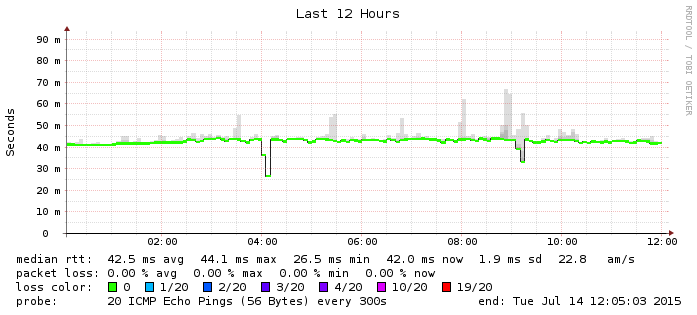 Last 12 Hours
RRDTOOL / TOBI OETIKER
Seconds
90 m
80 m
70 m
60 m
50 m
40 m
30 m
20 m
10 m
0
02:00 04:00 06:00 08:00 10:00 12:00
median rtt: 42.5 ms avg 44.1 ms max 26.5 ms min 42.0 ms now 1.9 ms sd 22.8 am/s
packet loss: 0.00 % avg 0.00 % max 0.00 % min 0.00 % now
loss color: 0 1/20 2/20 3/20 4/20 10/20 19/20
probe: 20 ICMP Echo Pings (56 Bytes) every 300s end: Tue Jul 14 12:05:03 2015